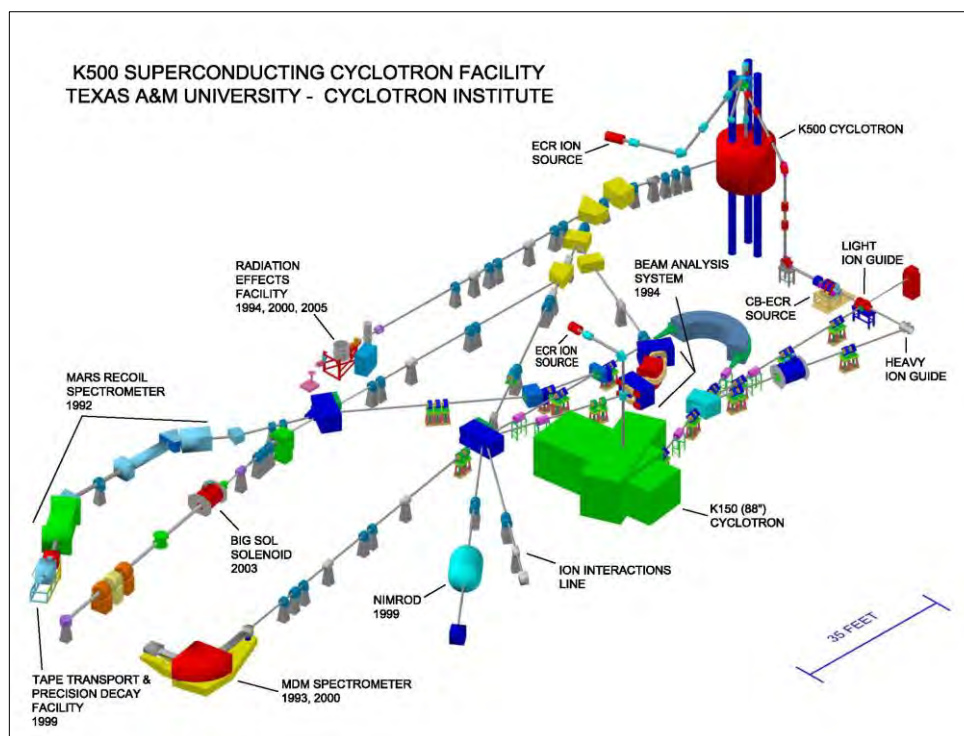 K500 SUPERCONDUCTING CYCLOTRON FACILITY
TEXAS A&M UNIVERSITY - CYCLOTRON INSTITUTE
ECR ION
SOURCE
K500 CYCLOTRON
LIGHT
ION GUIDE
BEAM ANALYSIS
SYSTEM
1994
RADIATION
EFFECTS
FACILITY
1994, 2000, 2005
CB-ECR
SOURCE
ECR ION
SOURCE
HEAVY
ION GUIDE
MARS RECOIL
SPECTROMETER
1992
K150 (88")
CYCLOTRON
BIG SOL
SOLENOID
2003
ION INTERACTIONS
LINE
NIMROD
1999
35 FEET
TAPE TRANSPORT &
PRECISION DECAY
FACILITY
1999
MDM SPECTROMETER
1993, 2000